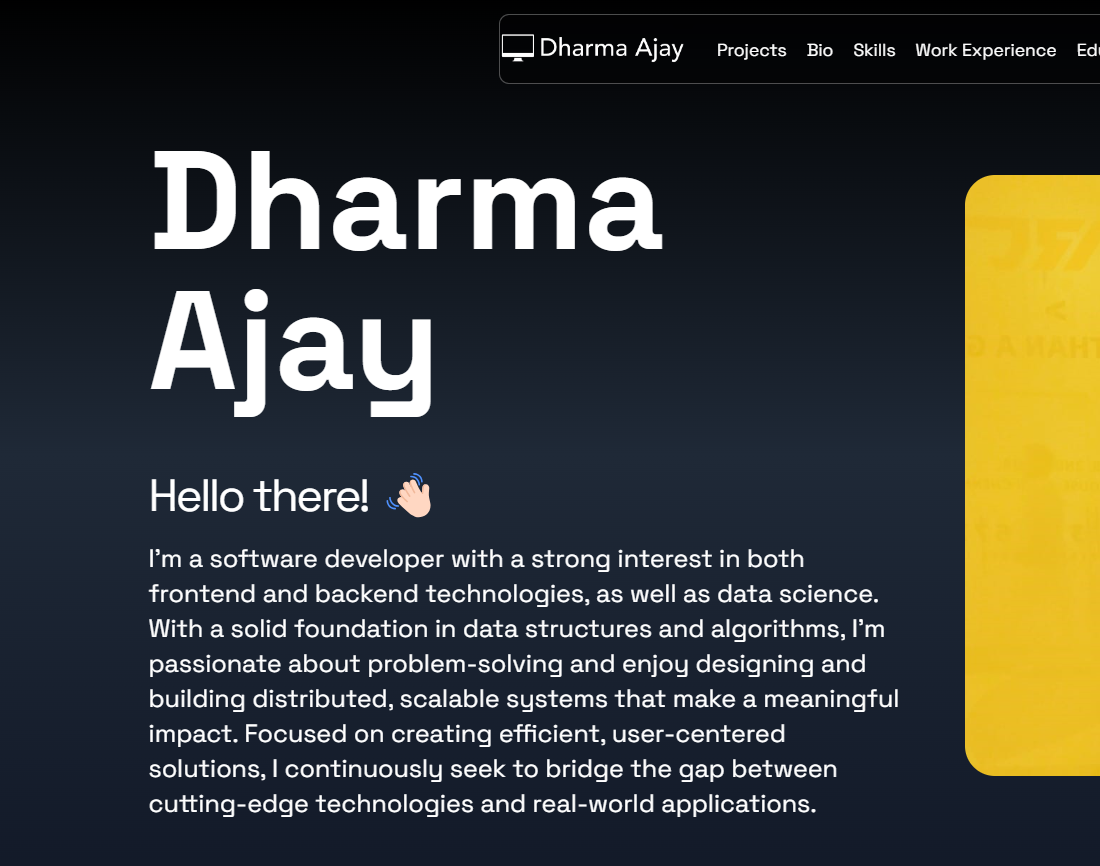 Dharma Ajay
Projects Bio Skills Work Experience
Dharma
Ajay
Hello there!
I'm a software developer with a strong interest in both
frontend and backend technologies, as well as data science.
With a solid foundation in data structures and algorithms, I'm
passionate about problem-solving and enjoy designing and
building distributed, scalable systems that make a meaningful
impact. Focused on creating efficient, user-centered
solutions, I continuously seek to bridge the gap between
cutting-edge technologies and real-world applications.